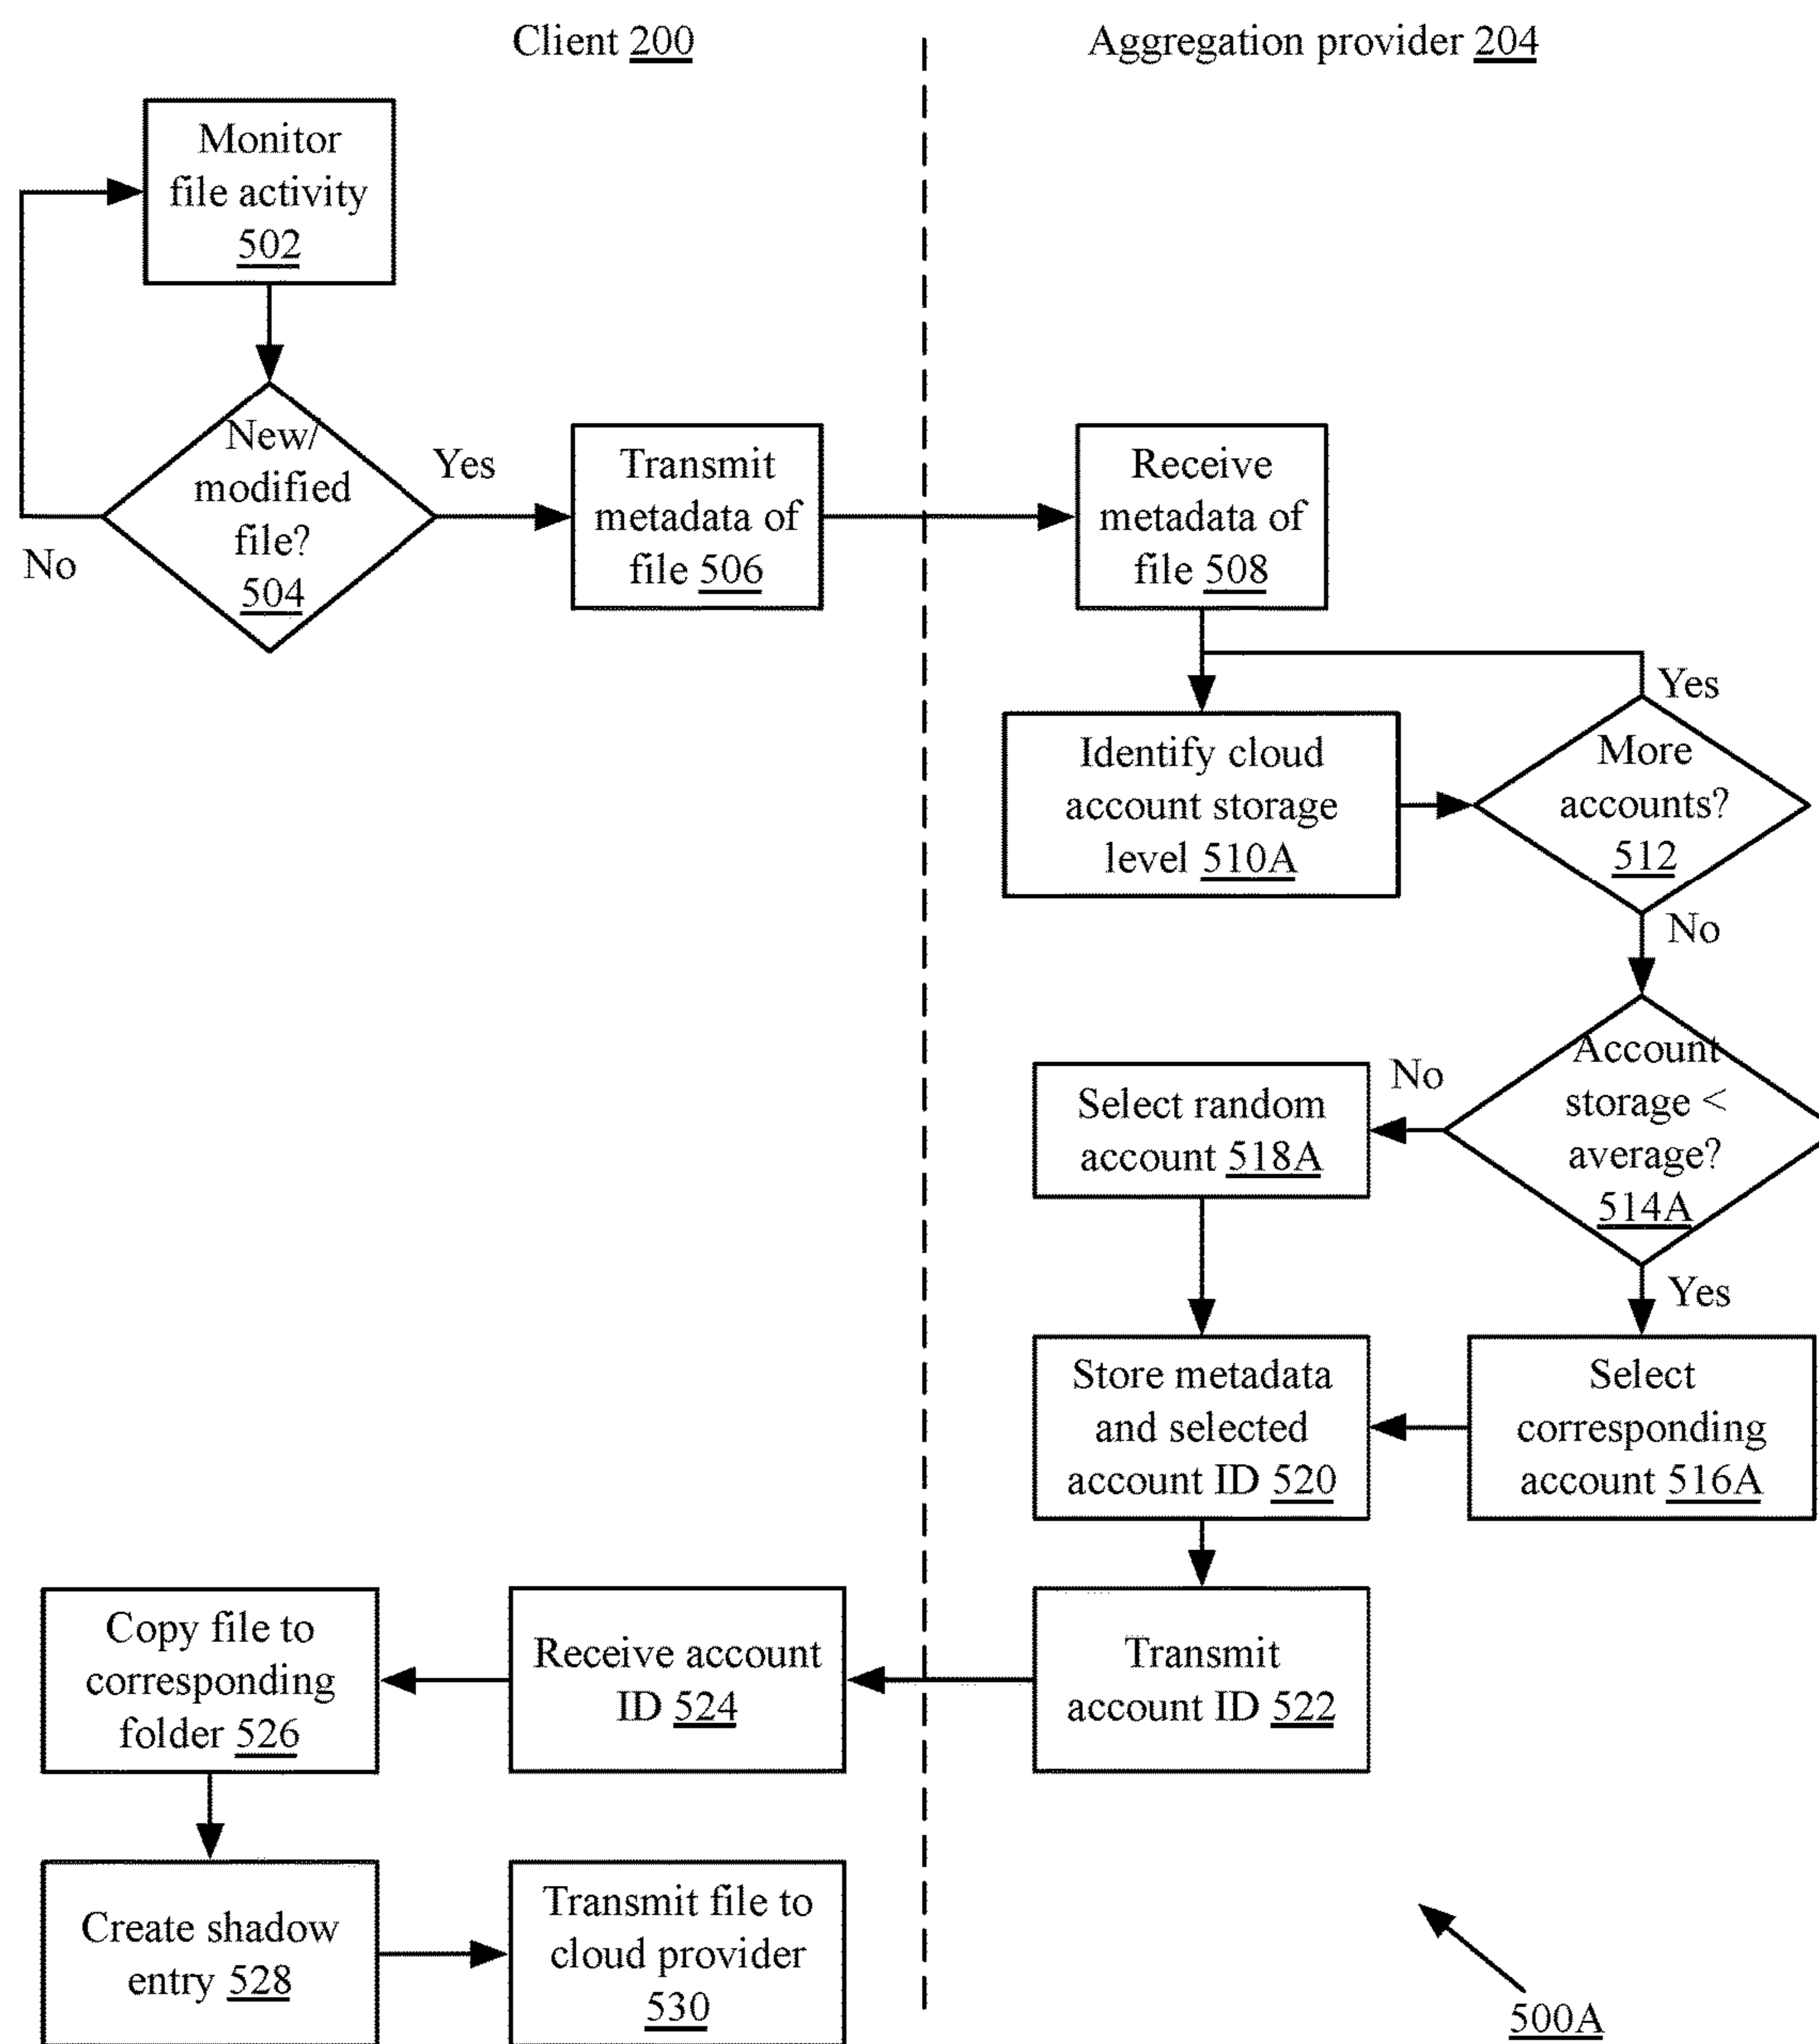 Client 200
Aggregation provider 204
Monitor
file activity
502
New/
modified
file?
504
Yes
No
Transmit
metadata of
file 506
Receive
metadata of
file 508
Identify cloud
account storage
level 510A
Yes
More
accounts?
512
No
Account
storage <
average?
514A
No
Select random
account 518A
Yes
Select
corresponding
account 516A
Store metadata
and selected
account ID 520
Transmit
account ID 522
Receive account
ID 524
Copy file to
corresponding
folder 526
Create shadow
entry 528
Transmit file to
cloud provider
530
500A